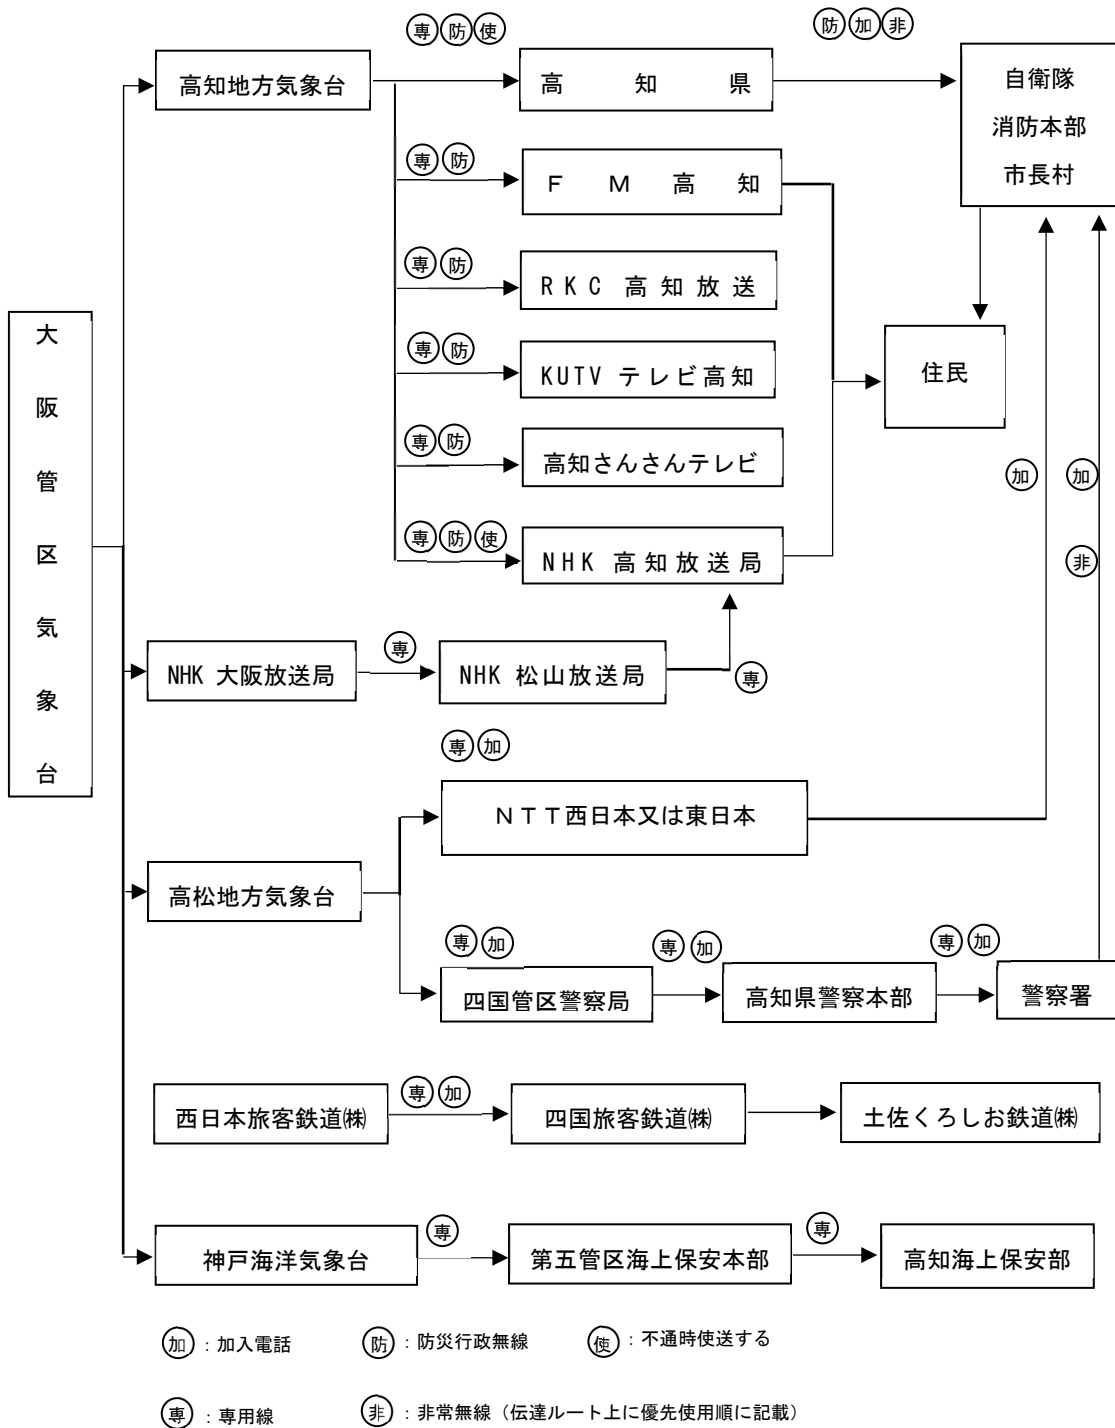 専 防 使
防 加 非
高知地方気象台
高 知 県
自衛隊
消防本部
市長村
専 防
ＦＭ高知
専 防
RKC 高知放送
専 防
KUTV テレビ高知
住民
専 防
高知さんさんテレビ
加
加
非
専 防 使
NHK 高知放送局
大阪管区気象台
NHK 大阪放送局
専
NHK 松山放送局
専
専 加
ＮＴＴ西日本又は東日本
高松地方気象台
専 加
専 加
専 加
四国管区警察局
高知県警察本部
警察署
西日本旅客鉄道㈱
専 加
四国旅客鉄道㈱
土佐くろしお鉄道㈱
神戸海洋気象台
専
第五管区海上保安本部
専
高知海上保安部
加：加入電話
防：防災行政無線
使：不通時使送する
専：専用線
非：非常無線（伝達ルート上に優先使用順に記載）